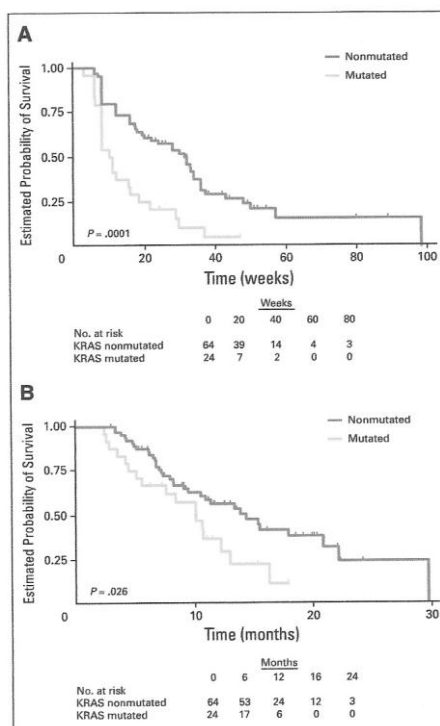 A
Estimated Probability of Survival
1.00
0.75
0.50
0.25
0
Nonmutated
Mutated
P = .0001
20 40 60 80 100
Time (weeks)
Weeks
0 20 40 60 80
No. at risk
KRAS nonmutated 64 39 14 4 3
KRAS mutated 24 7 2 0 0
B
Estimated Probability of Survival
1.00
0.75
0.50
0.25
0
Nonmutated
Mutated
P = .026
10 20 30
Time (months)
Months
0 6 12 16 24
No. at risk
KRAS nonmutated 64 53 24 12 3
KRAS mutated 24 17 6 0 0